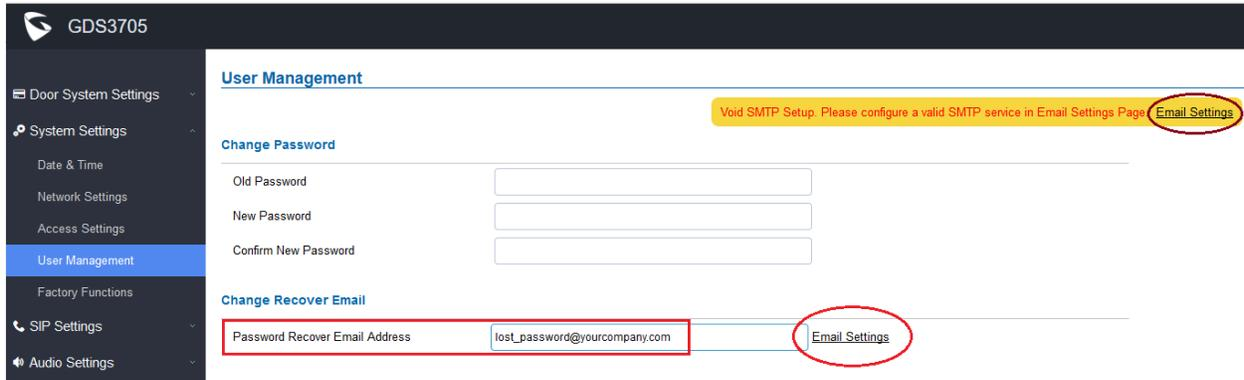 GDS3705
Door System Settings
System Settings
Date & Time
Network Settings
Access Settings
User Management
Factory Functions
SIP Settings
Audio Settings
User Management
Void SMTP Setup. Please configure a valid SMTP service in Email Settings Page. Email Settings
Change Password
Old Password
New Password
Confirm New Password
Change Recover Email
Password Recover Email Address lost_password@yourcompany.com Email Settings